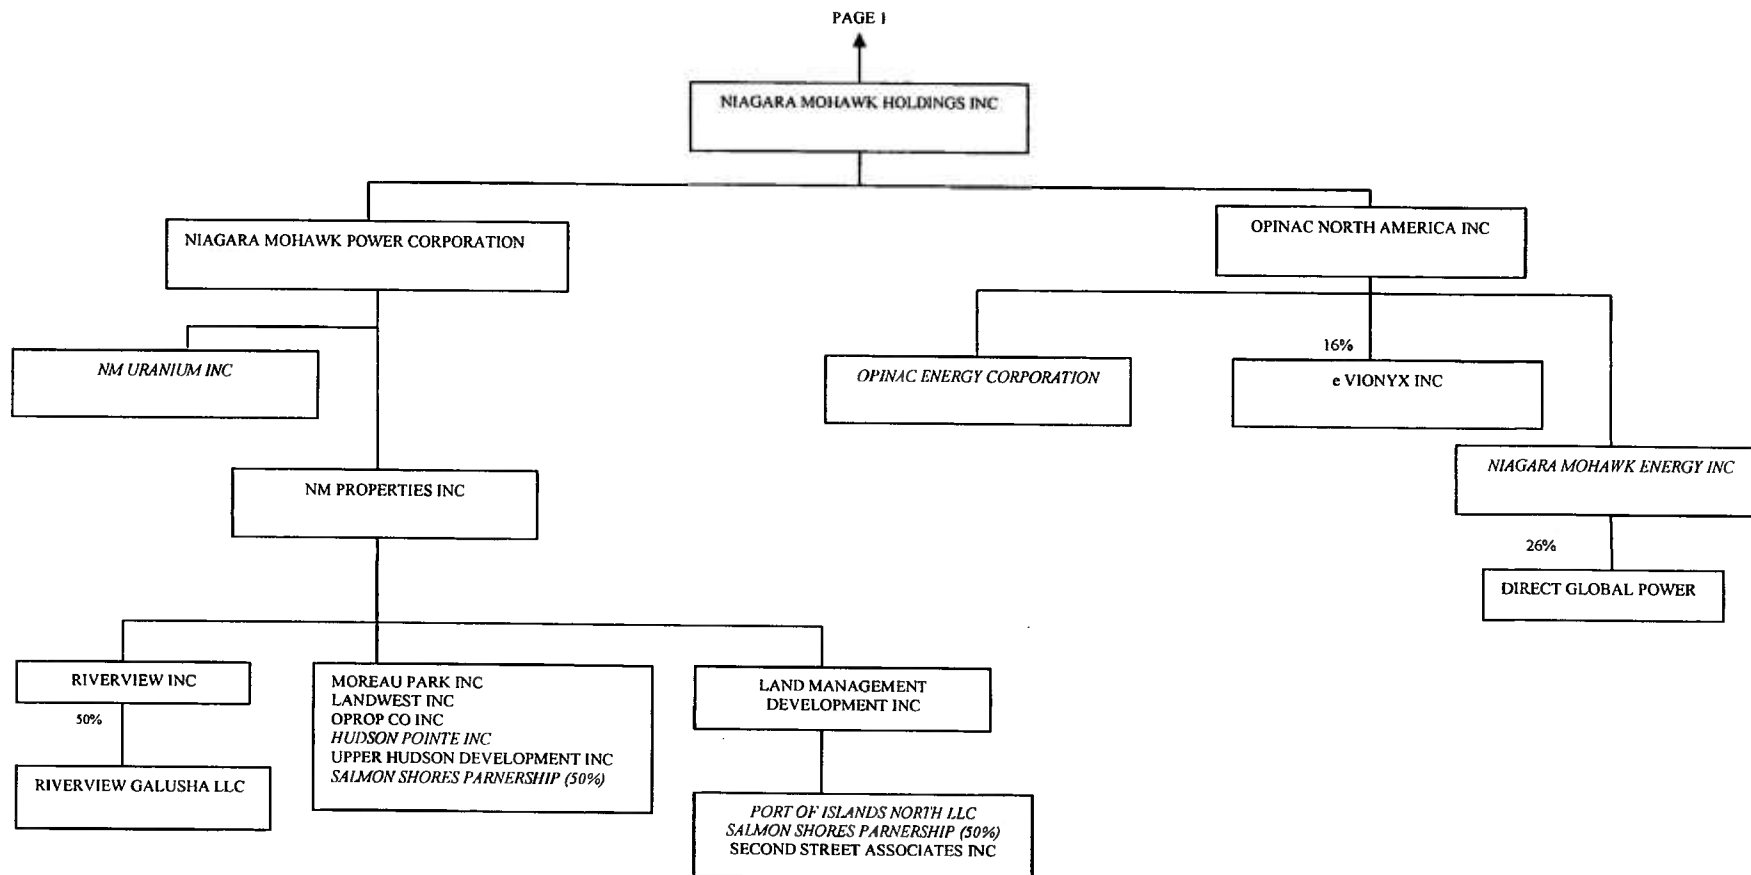 PAGE 1
NIAGARA MOHAWK HOLDINGS INC
NIAGARA MOHAWK POWER CORPORATION
OPINAC NORTH AMERICA INC
NM URANIUM INC
OPINAC ENERGY CORPORATION
16%
e VIONYX INC
NIAGARA MOHAWK ENERGY INC
NM PROPERTIES INC
26%
DIRECT GLOBAL POWER
RIVERVIEW INC
50%
RIVERVIEW GALUSHA LLC
MOREAU PARK INC
LANDWEST INC
OPROP CO INC
HUDSON POINTE INC
UPPER HUDSON DEVELOPMENT INC
SALMON SHORES PARNERSHIP (50%)
LAND MANAGEMENT
DEVELOPMENT INC
PORT OF ISLANDS NORTH LLC
SALMON SHORES PARNERSHIP (50%)
SECOND STREET ASSOCIATES INC